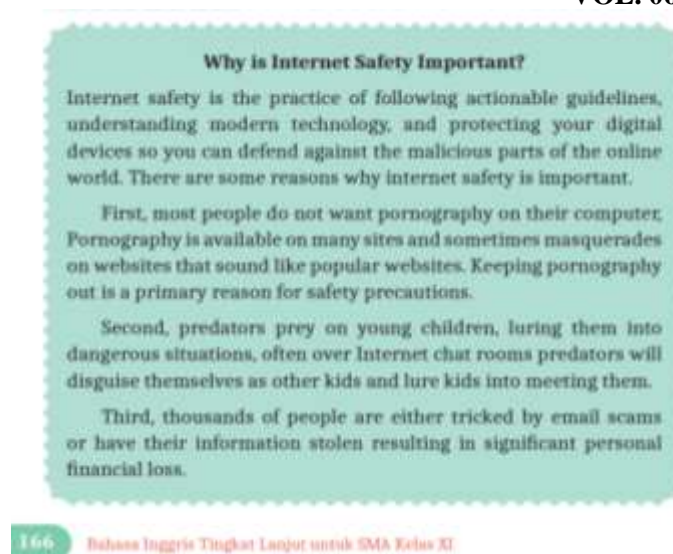 Why is Internet Safety Important?
Internet safety is the practice of following actionable guidelines,
understanding modern technology, and protecting your digital
devices so you can defend against the malicious parts of the online
world. There are some reasons why internet safety is important.
First, most people do not want pornography on their computer.
Pornography is available on many sites and sometimes masquerades
on websites that sound like popular websites. Keeping pornography
out is a primary reason for safety precautions.
Second, predators prey on young children, luring them into
dangerous situations, often over Internet chat rooms predators will
disguise themselves as other kids and lure kids into meeting them.
Third, thousands of people are either tricked by email scams
or have their information stolen resulting in significant personal
financial loss.
166 Bahasa Inggris Tingkat Lanjut untuk SMA Kelas XI